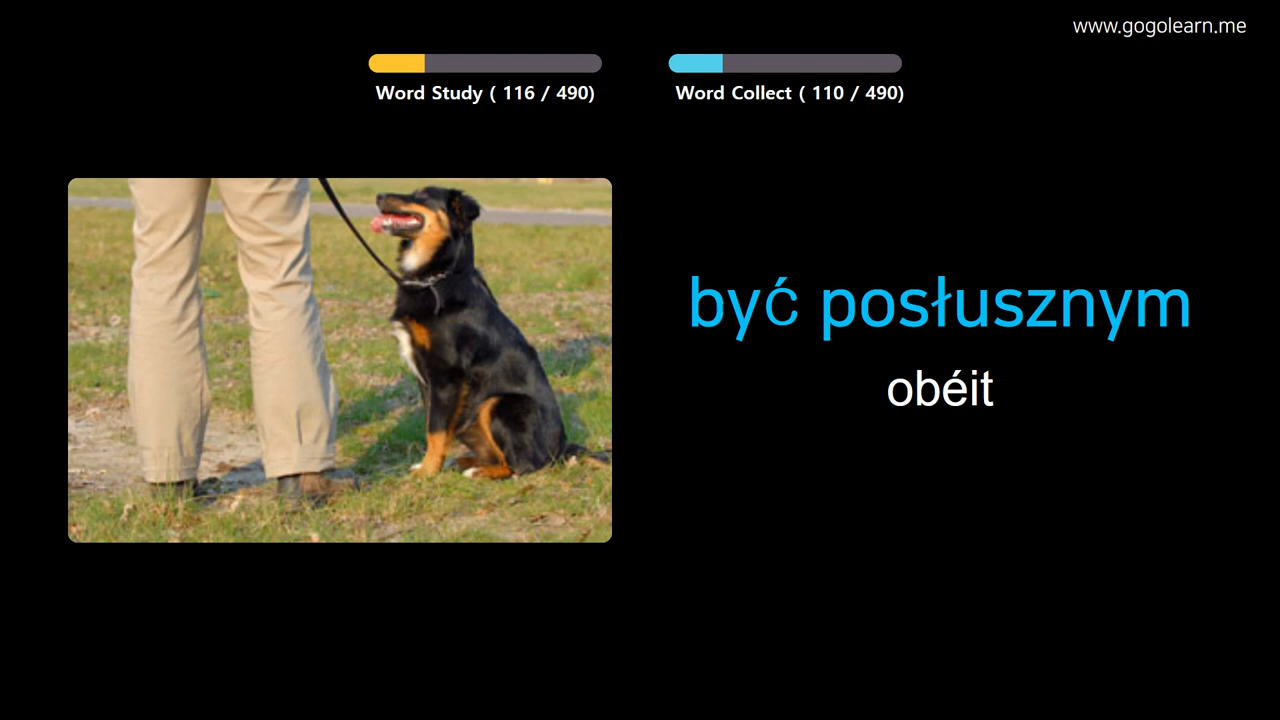 www.gogolearn.me
Word Study ( 116 / 490)
Word Collect ( 110 / 490)
być posłusznym
obéit